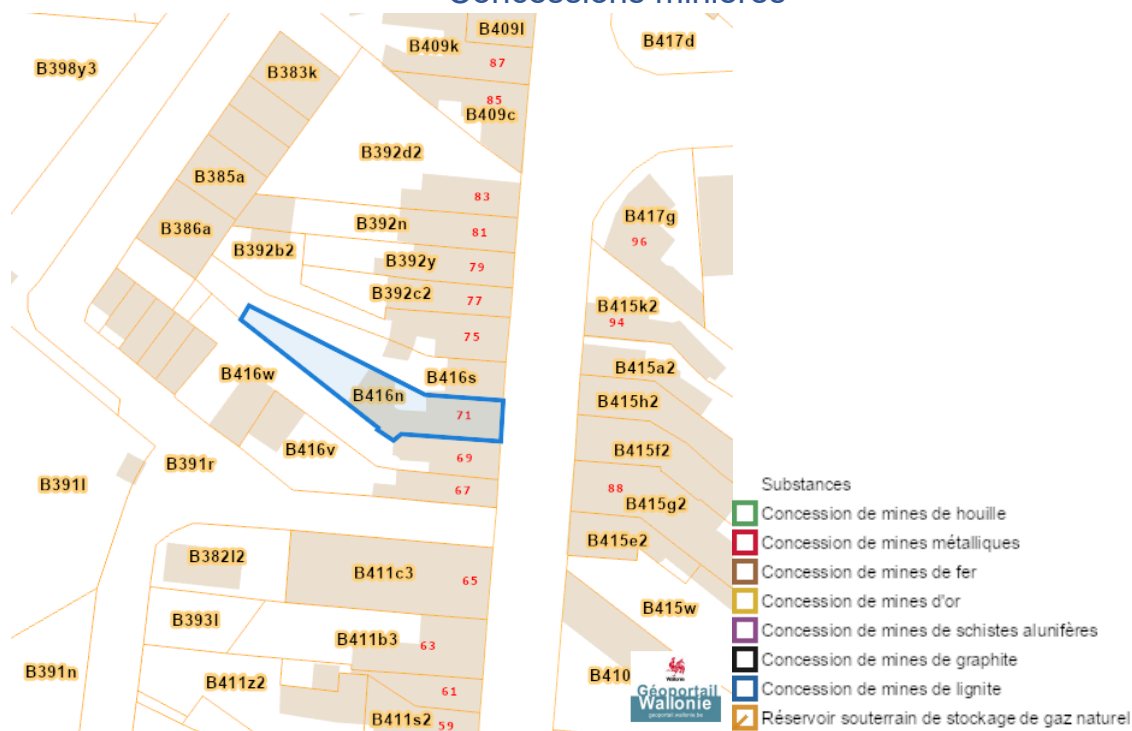 Concessions minières
B409l
B409k
B417d
87
B398y3
B383k
85
B409c
B392d2
B385a
83
B417g
B386a
B392n
81
96
B392b2
B392y
79
B392c2
77
B415k2
94
75
B415a2
B416w
B416s
B416n
B415h2
71
B416v
B415f2
B391r
69
B391l
67
88
B415g2
B415e2
B382l2
B411c3
65
B415w
B393l
B411b3
63
B391n
B411z2
B410
61
B411s2
59
Wallonie
Géoportail
Wallonie
geoportail.wallonie.be
Substances
Concession de mines de houille
Concession de mines métalliques
Concession de mines de fer
Concession de mines d'or
Concession de mines de schistes alunifères
Concession de mines de graphite
Concession de mines de lignite
Réservoir souterrain de stockage de gaz naturel